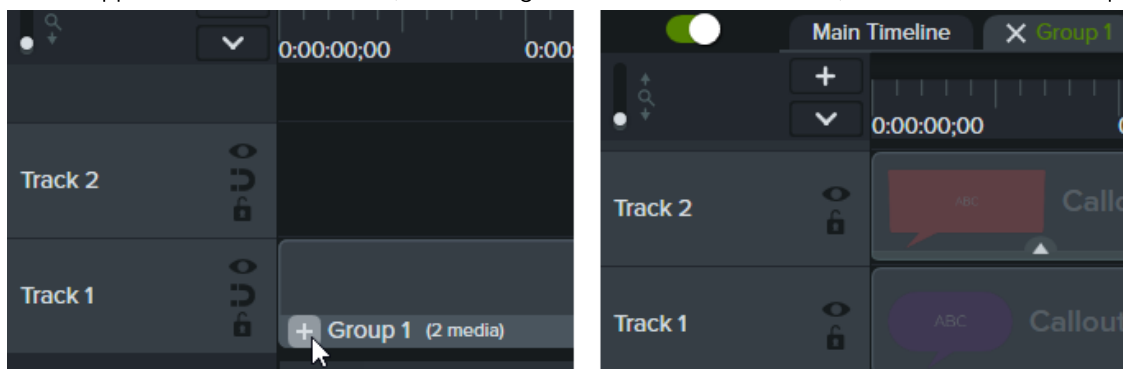 0:00:00;00 0:00:
Track 2
Track 1
Group 1 (2 media)
Main Timeline Group 1
0:00:00;00
Track 2 ABC Callo
Track 1 ABC Callout